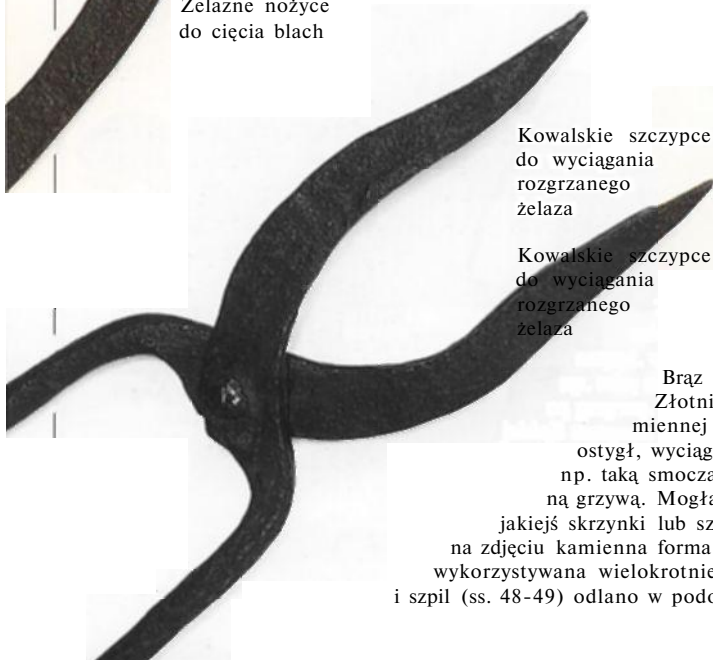 Żelazne nożyce
do cięcia blach
Kowalskie szczypce
do wyciągania
rozgrzanego
żelaza
Kowalskie szczypce
do wyciągania
rozgrzanego
żelaza
Brąz
Złotni
miennej
ostygł, wyciąg
np. taką smocza
ną grzywą. Mogła
jakiejś skrzynki lub sz
na zdjęciu kamienna forma
wykorzystywana wielokrotnie
i szpil (ss. 48-49) odlano w podo